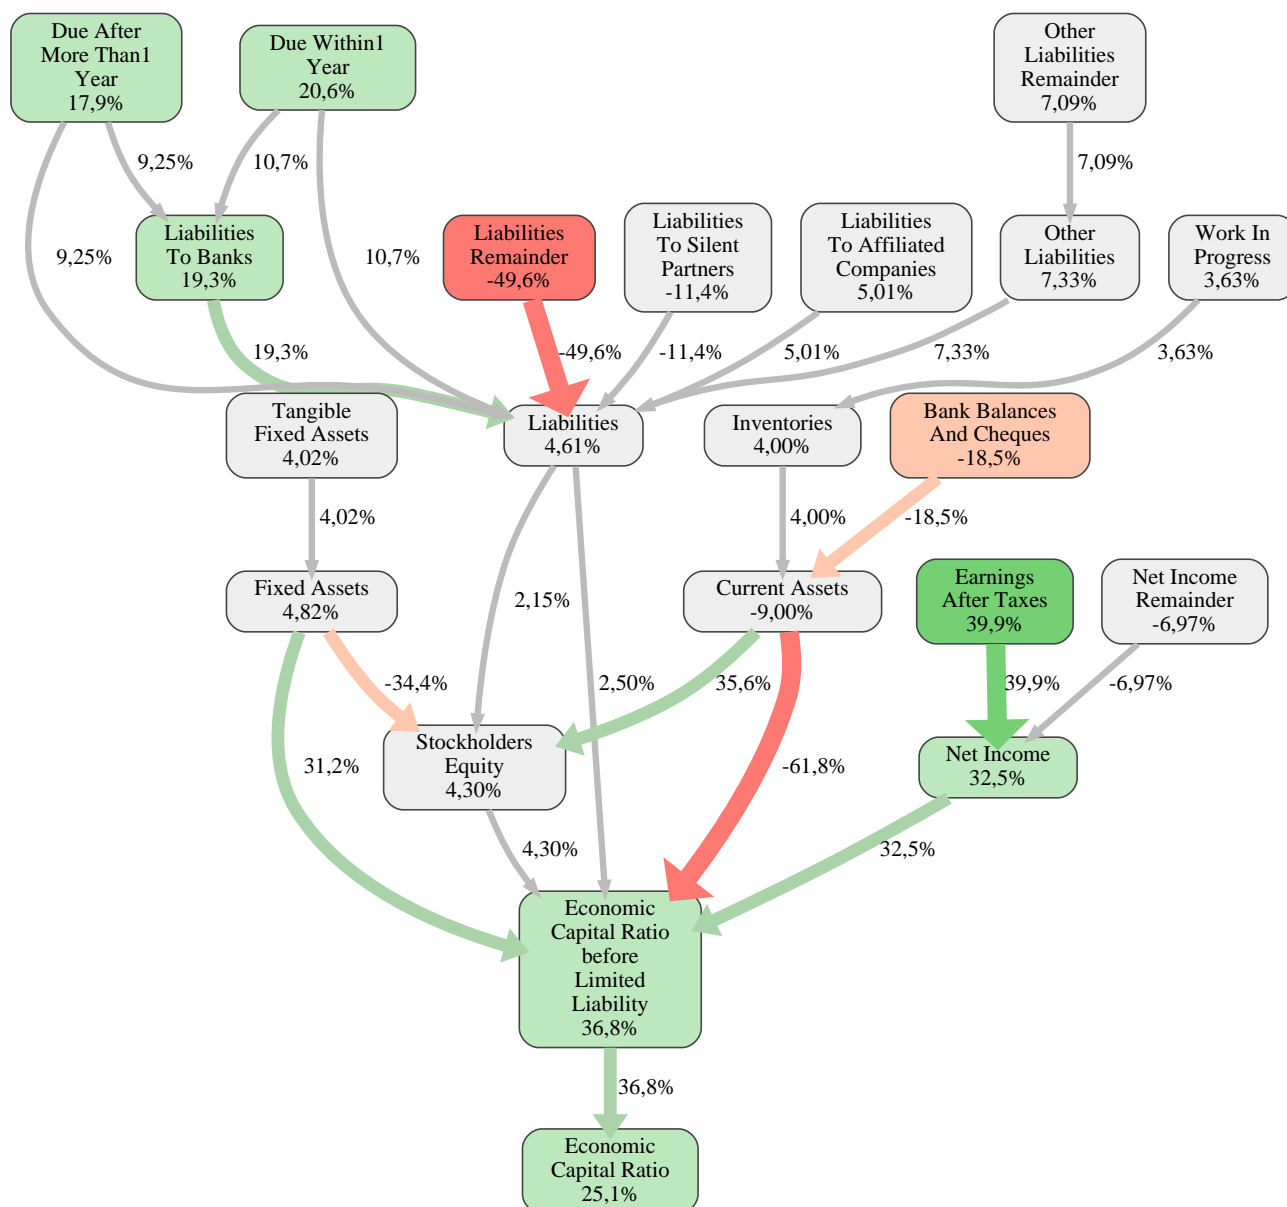 Due After
More Than1
Year
17,9%
Due Within1
Year
20,6%
Other
Liabilities
Remainder
7,09%
9,25%
10,7%
7,09%
Liabilities
To Banks
19,3%
Liabilities
Remainder
-49,6%
Liabilities
To Silent
Partners
-11,4%
Liabilities
To Affiliated
Companies
5,01%
Other
Liabilities
7,33%
Work In
Progress
3,63%
9,25%
10,7%
19,3%
-49,6%
-11,4%
5,01%
7,33%
3,63%
Tangible
Fixed Assets
4,02%
Liabilities
4,61%
Inventories
4,00%
Bank Balances
And Cheques
-18,5%
4,02%
4,00%
-18,5%
Fixed Assets
4,82%
2,15%
Current Assets
-9,00%
Earnings
After Taxes
39,9%
Net Income
Remainder
-6,97%
-34,4%
2,50%
35,6%
39,9%
-6,97%
Stockholders
Equity
4,30%
Net Income
32,5%
31,2%
-61,8%
4,30%
32,5%
Economic
Capital Ratio
before
Limited
Liability
36,8%
36,8%
Economic
Capital Ratio
25,1%